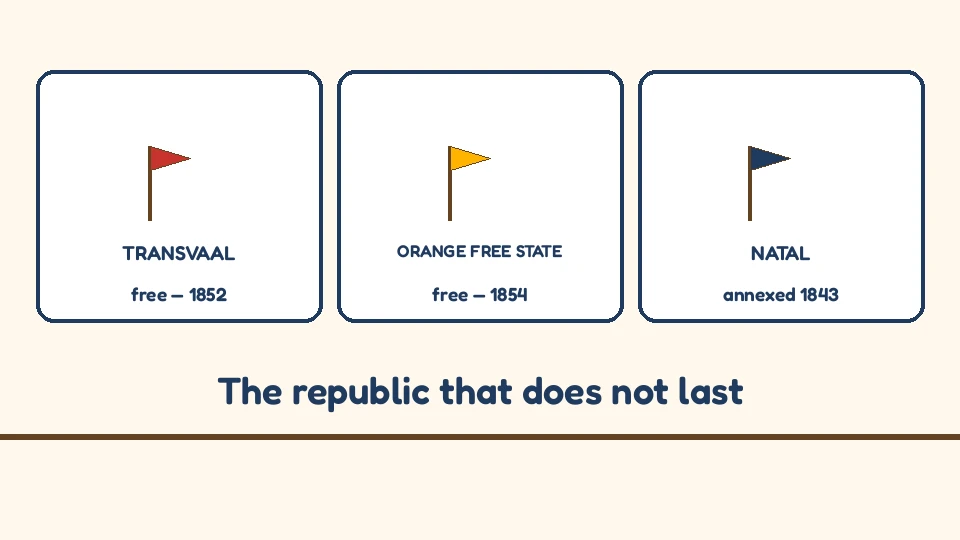 TRANSVAAL
free – 1852
ORANGE FREE STATE
free – 1854
NATAL
annexed 1843
The republic that does not last